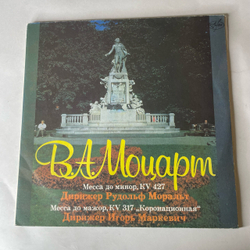 В.А.Моцарт
Месса до минор, KV 427
Дирижер Рудольф Моральт
Месса до мажор, KV 317 „Коронационная“
Дирижер Игорь Маркевич